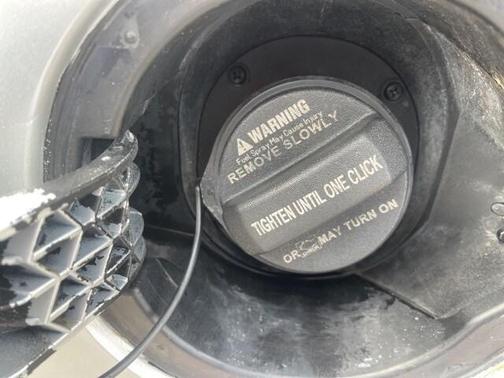 WARNING
Fuel Spray May Cause Injury
REMOVE SLOWLY
TIGHTEN UNTIL ONE CLICK
OR MAY TURN ON